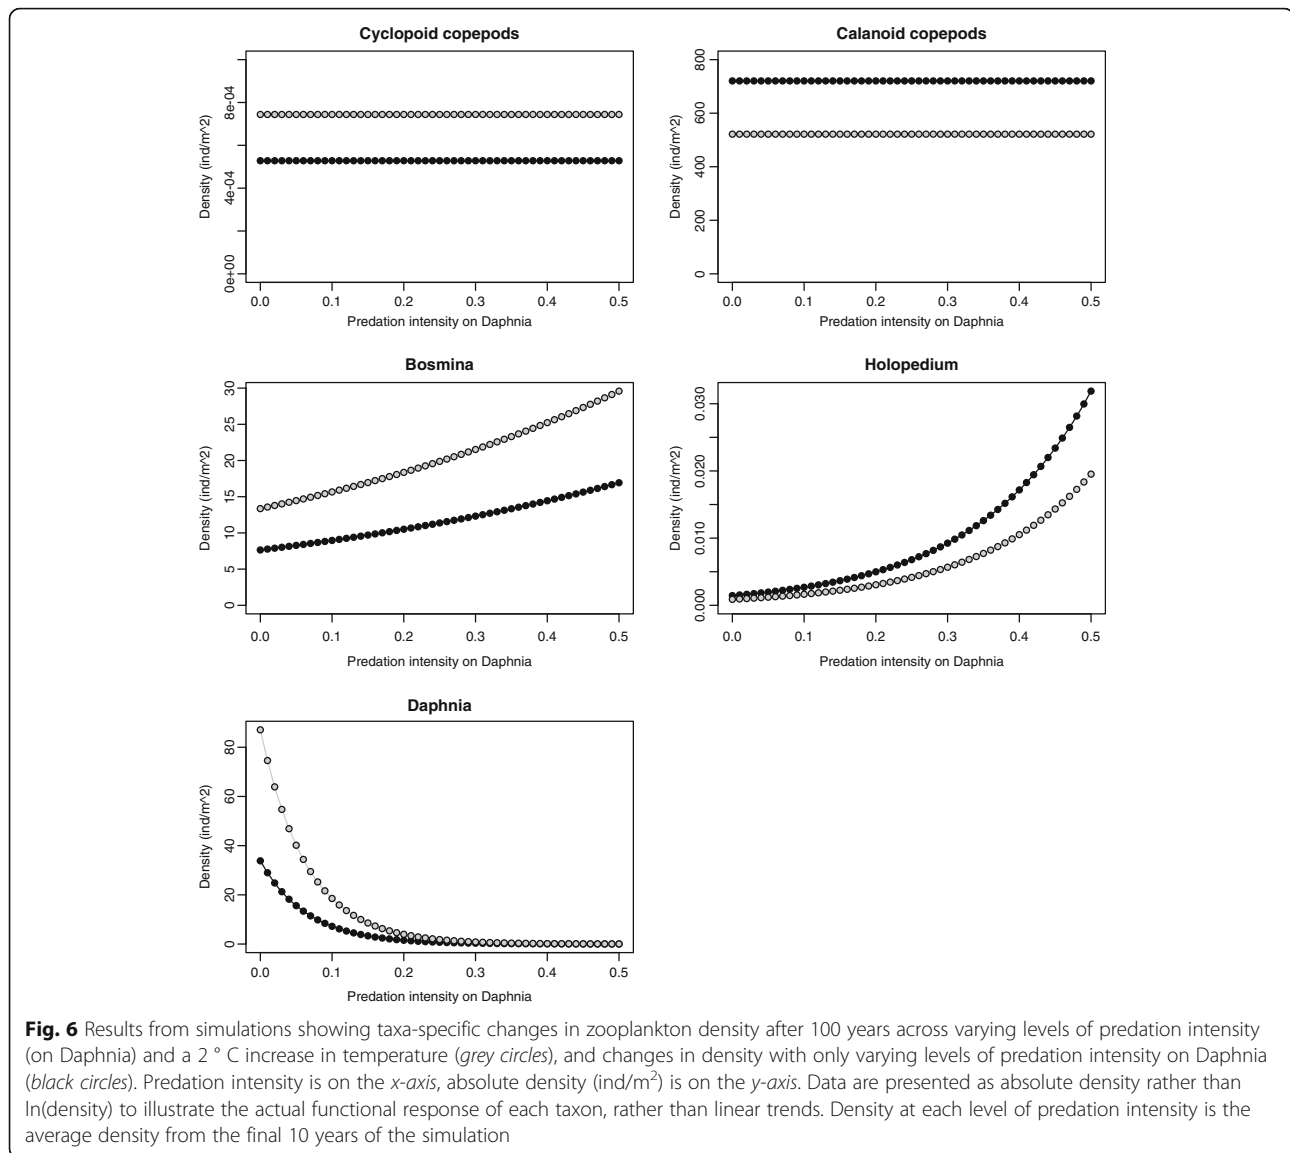 Cyclopoid copepods
Density (ind/m^2)
0e+00 4e-04 8e-04
0.0 0.1 0.2 0.3 0.4 0.5
Predation intensity on Daphnia
Calanoid copepods
Density (ind/m^2)
0 200 400 600 800
0.0 0.1 0.2 0.3 0.4 0.5
Predation intensity on Daphnia
Bosmina
Density (ind/m^2)
0 5 10 15 20 25 30
0.0 0.1 0.2 0.3 0.4 0.5
Predation intensity on Daphnia
Holopedium
Density (ind/m^2)
0.000 0.010 0.020 0.030
0.0 0.1 0.2 0.3 0.4 0.5
Predation intensity on Daphnia
Daphnia
Density (ind/m^2)
0 20 40 60 80
0.0 0.1 0.2 0.3 0.4 0.5
Predation intensity on Daphnia
Fig. 6 Results from simulations showing taxa-specific changes in zooplankton density after 100 years across varying levels of predation intensity
(on Daphnia) and a 2 ° C increase in temperature (grey circles), and changes in density with only varying levels of predation intensity on Daphnia
(black circles). Predation intensity is on the x-axis, absolute density (ind/m²) is on the y-axis. Data are presented as absolute density rather than
ln(density) to illustrate the actual functional response of each taxon, rather than linear trends. Density at each level of predation intensity is the
average density from the final 10 years of the simulation